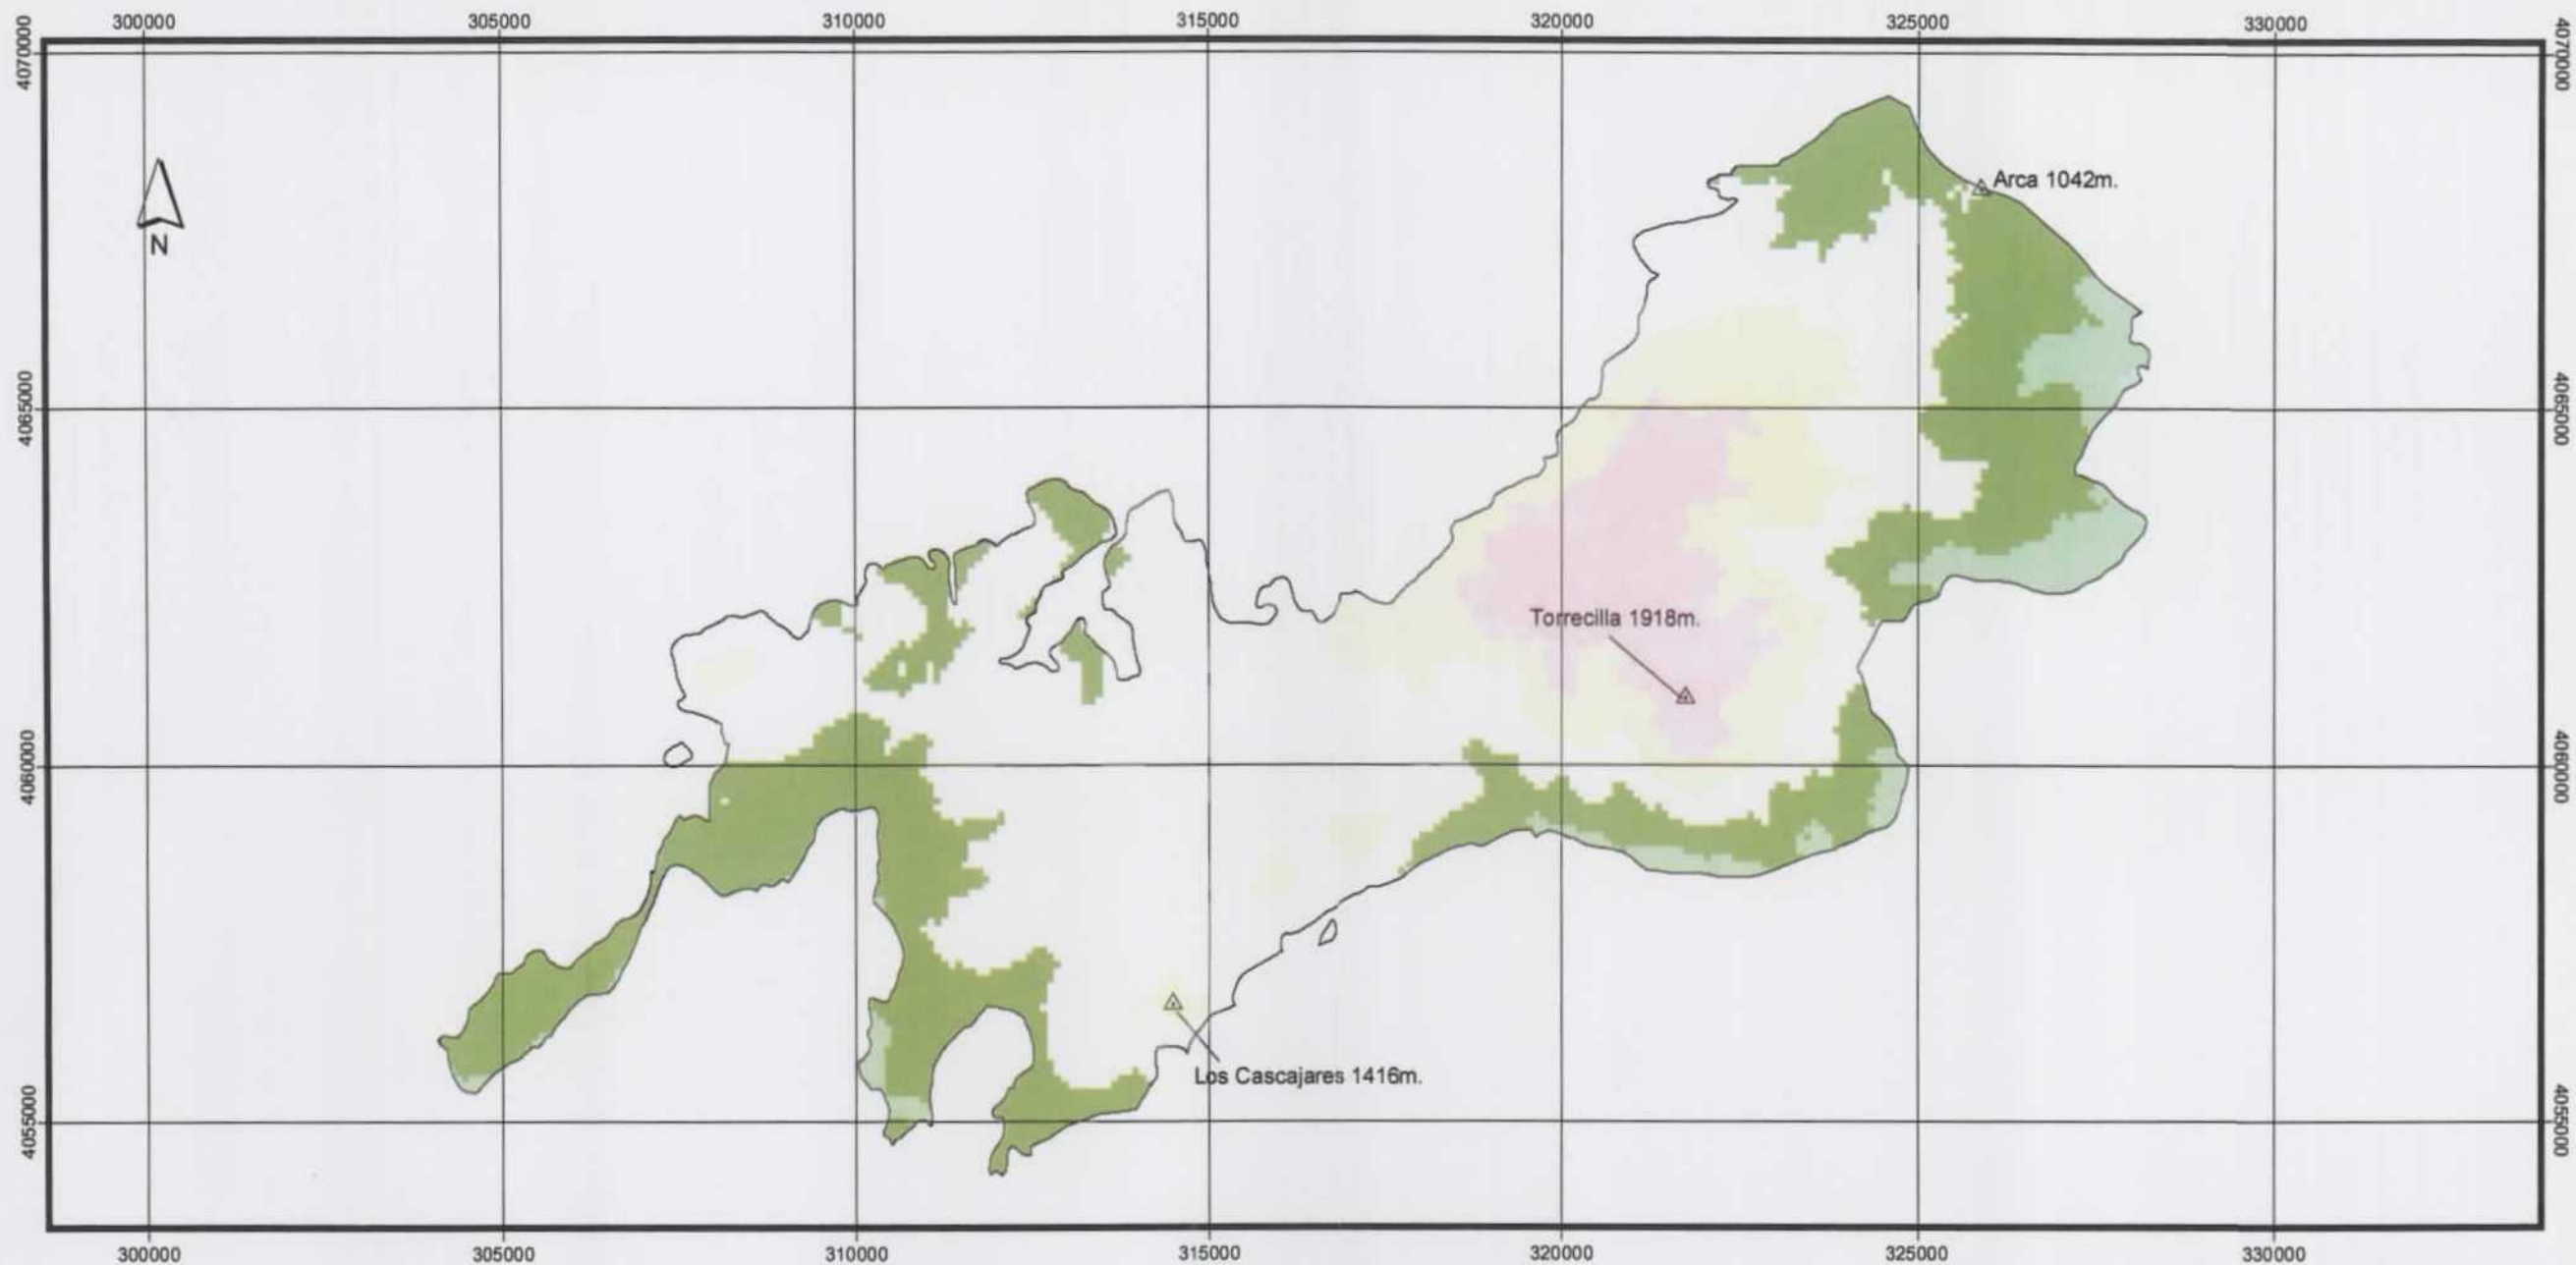 300000 305000 310000 315000 320000 325000 330000
4070000 4070000
Arca 1042m.
N
4065000 4065000
Torrecilla 1918m.
4060000 4060000
Los Cascajares 1416m.
4055000 4055000
300000 305000 310000 315000 320000 325000 330000